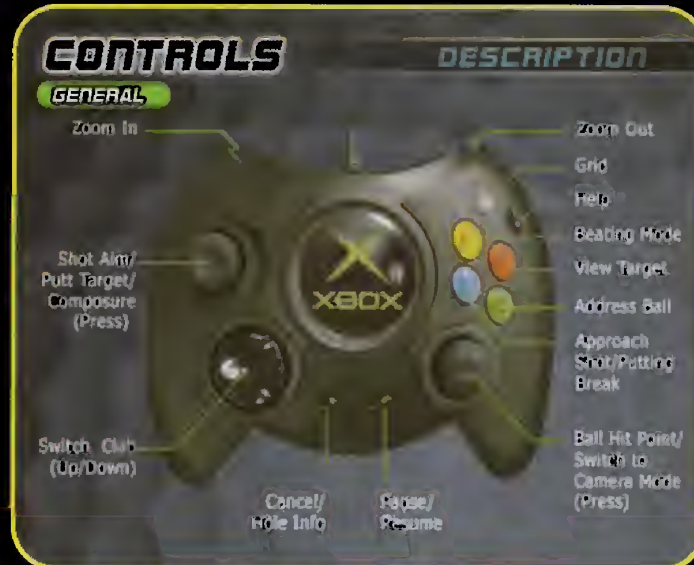 CONTROLS
DESCRIPTION
GENERAL
Zoom In
Zoom Out
Grid
Help
Beating Mode
View Target
Address Ball
Approach
Shot/Putting
Break
Ball Hit Point/
Switch to
Camera Mode
(Press)
Shot Aim/
Putt Target/
Composure
(Press)
XBOX
Switch Club
(Up/Down)
Cancel/
Hole Info
Pause/
Resume